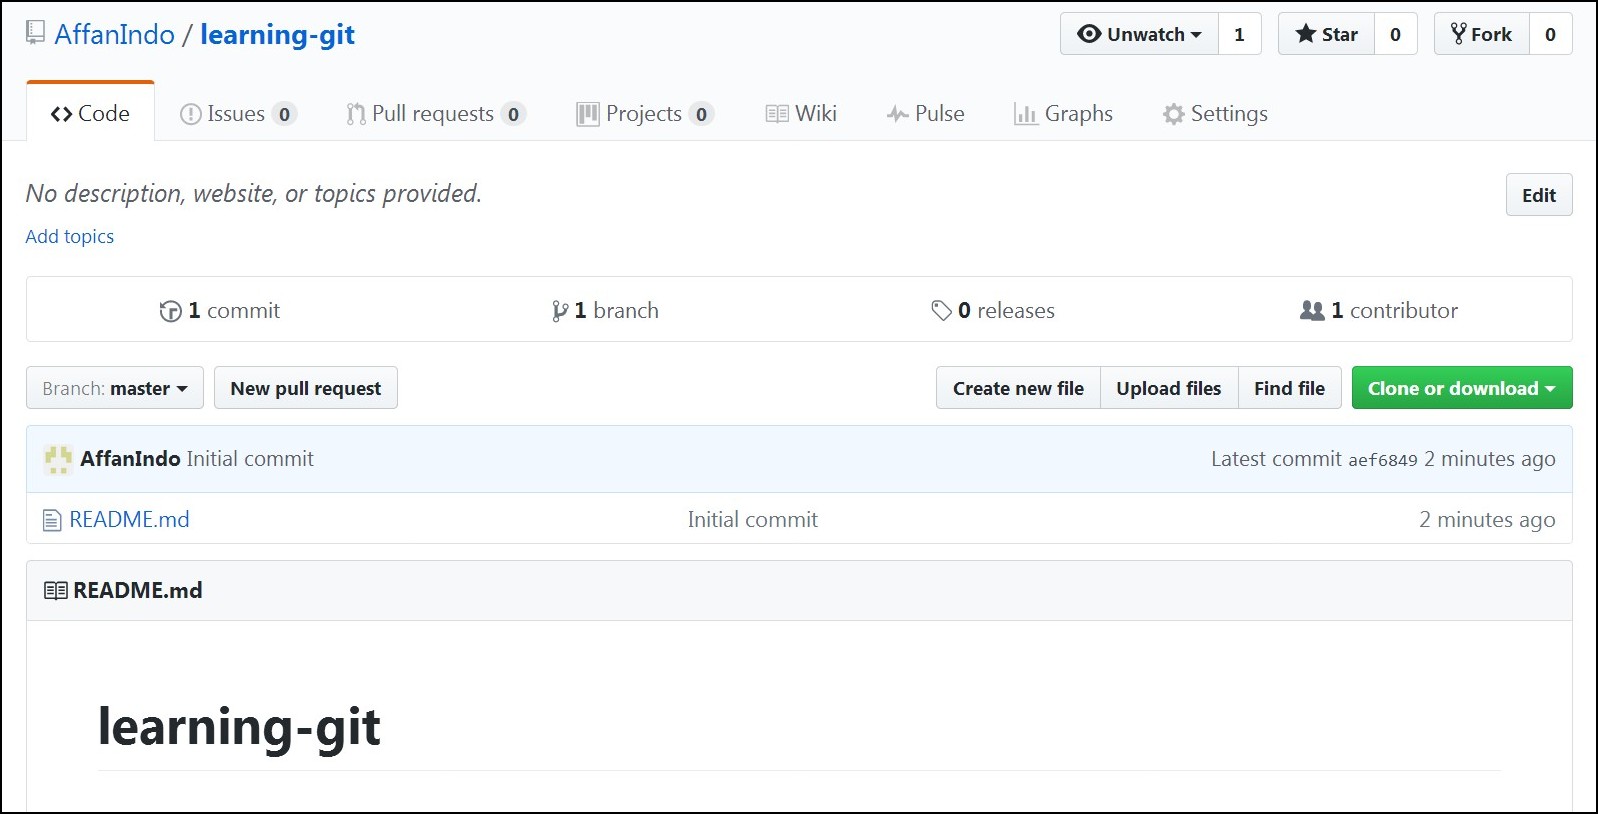 AffanIndo / learning-git Unwatch 1 Star 0 Fork 0
Code Issues 0 Pull requests 0 Projects 0 Wiki Pulse Graphs Settings
No description, website, or topics provided. Edit
Add topics
1 commit 1 branch 0 releases 1 contributor
Branch: master New pull request Create new file Upload files Find file Clone or download
AffanIndo Initial commit Latest commit aef6849 2 minutes ago
README.md Initial commit 2 minutes ago
README.md
learning-git